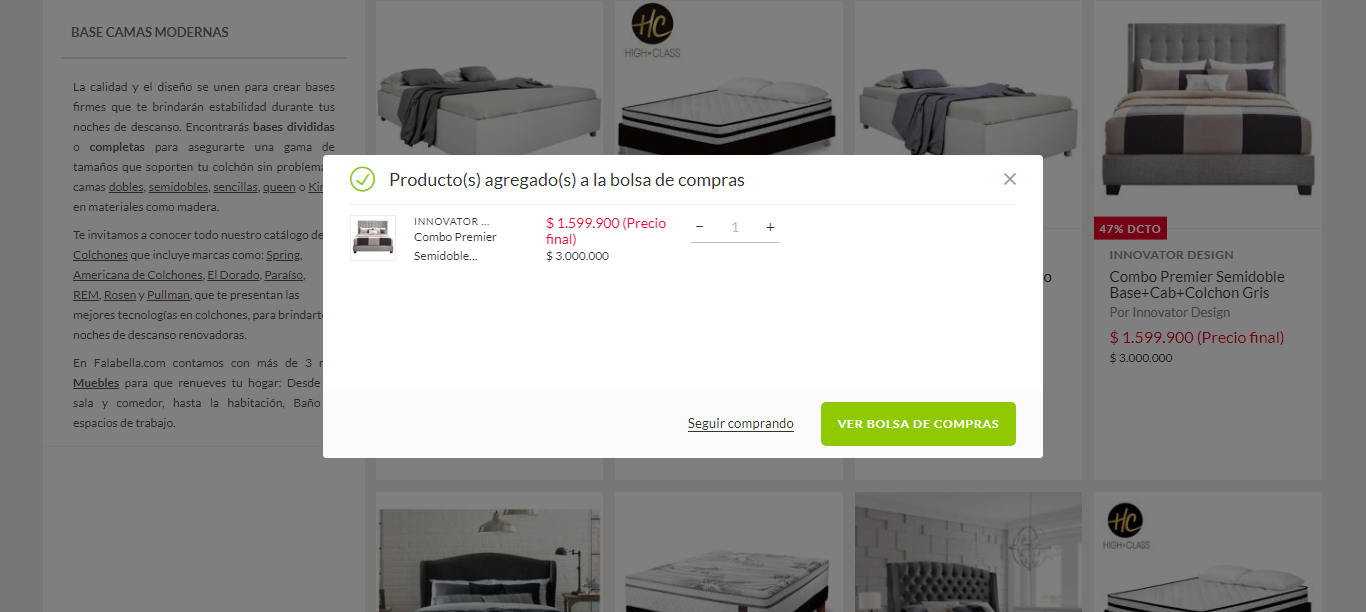 BASE CAMAS MODERNAS
La calidad y el diseño se unen para crear bases
firmes que te brindarán estabilidad durante tus
noches de descanso. Encontrarás bases divididas
o completas para asegurarte una gama de
tamaños que soporten tu colchón sin problema
camas dobles, semidobles, sencillas, queen o Kin
en materiales como madera.
Te invitamos a conocer todo nuestro catálogo de
Colchones que incluye marcas como: Spring,
Americana de Colchones, El Dorado, Paraíso,
REM, Rosen y Pullman, que te presentan las
mejores tecnologías en colchones, para brindarte
noches de descanso renovadoras.
En Falabella.com contamos con más de 3 m
Muebles para que renueves tu hogar: Desde
sala y comedor, hasta la habitación, Baño
espacios de trabajo.
HC
HIGH CLASS
Producto(s) agregado(s) a la bolsa de compras
INNOVATOR ...
Combo Premier
Semidoble...
$ 1.599.900 (Precio
final)
$ 3.000.000
− 1 +
Seguir comprando
VER BOLSA DE COMPRAS
o
47% DCTO
INNOVATOR DESIGN
Combo Premier Semidoble
Base+Cab+Colchon Gris
Por Innovator Design
$ 1.599.900 (Precio final)
$ 3.000.000
HC
HIGH CLASS